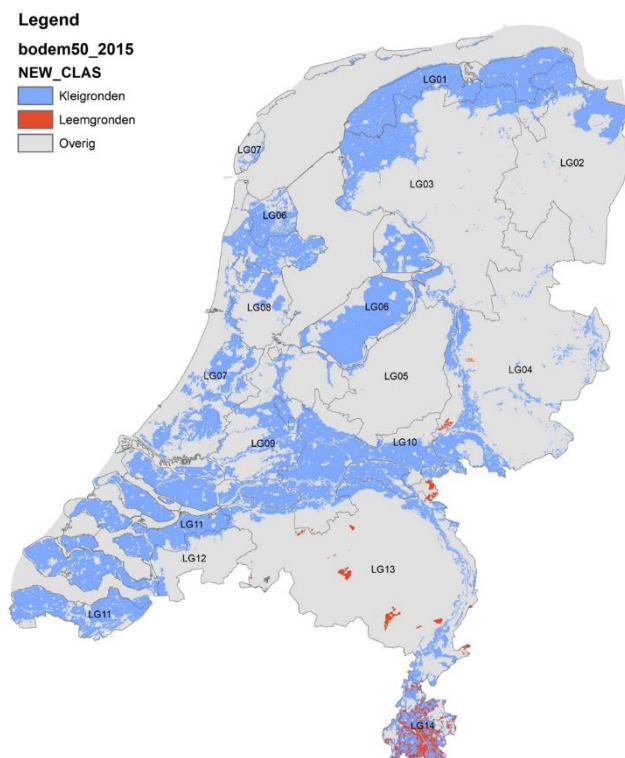 Legend
bodem50_2015
NEW_CLAS
Kleigronden
Leemgronden
Overig
LG01
LG07
LG02
LG03
LG06
LG06
LG08
LG04
LG07
LG05
LG09
LG10
LG11
LG12
LG13
LG11
LG14